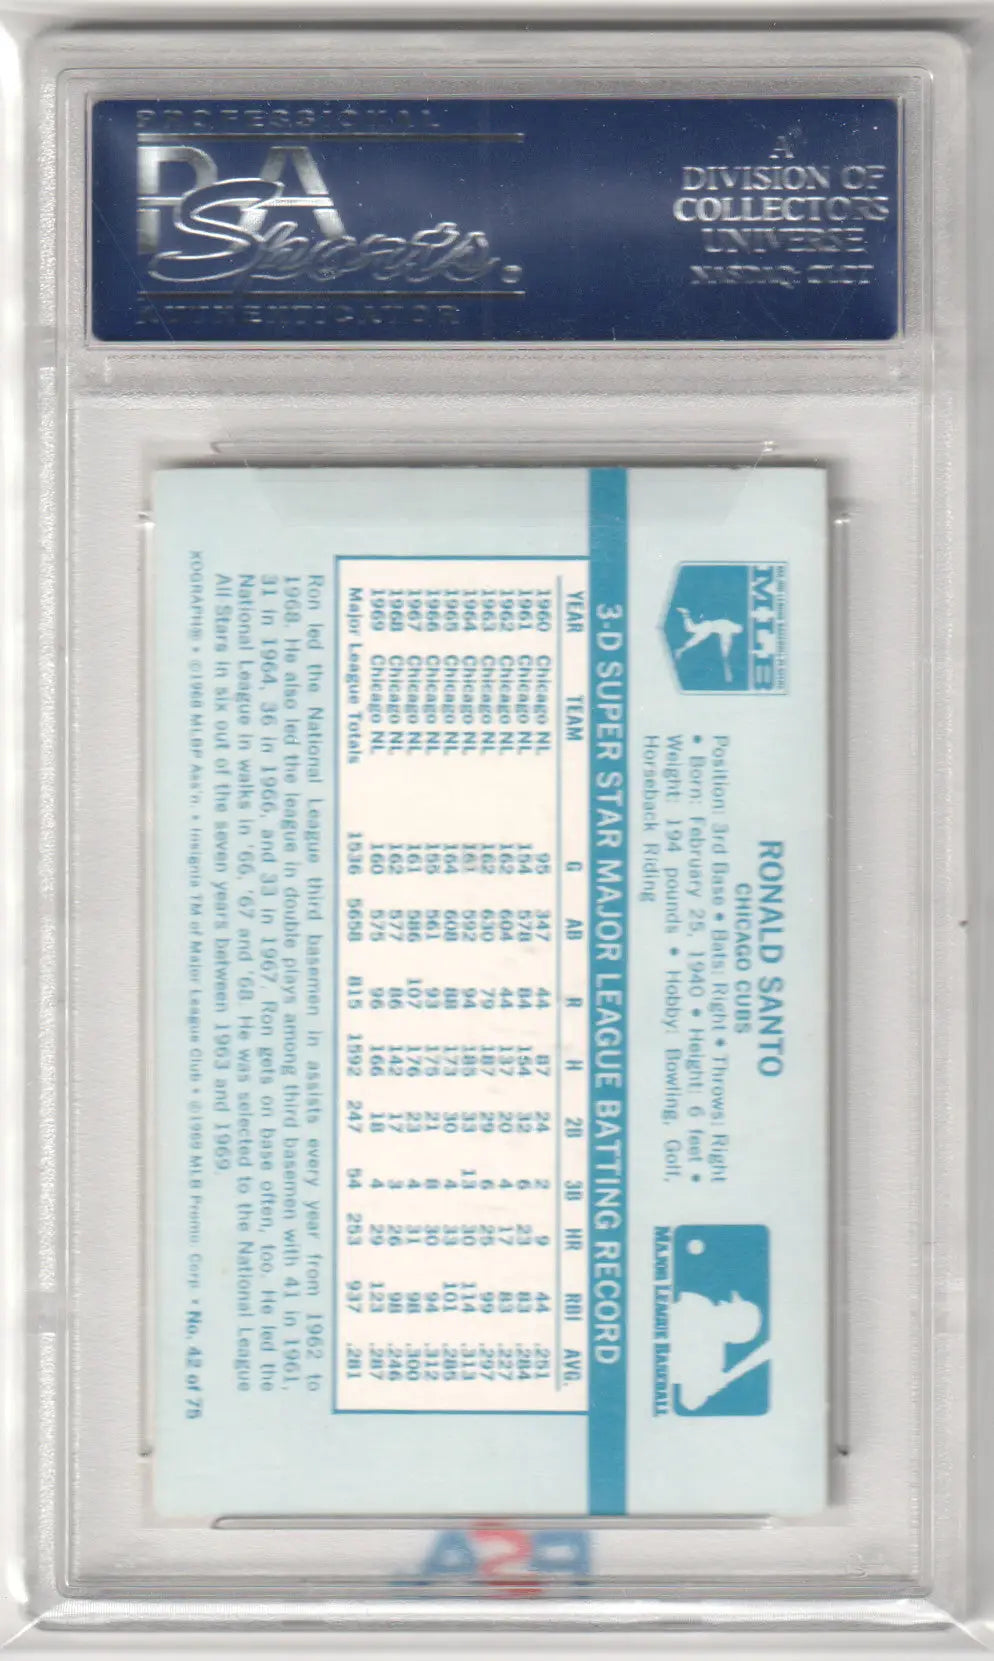 PROFESSIONAL
PSA
Sports
AUTHENTICATOR
A
DIVISION OF
COLLECTORS
UNIVERSE
NASDAQ: CLCT
RONALD SANTO
CHICAGO CUBS
Position: 3rd Base • Bats: Right • Throws: Right
• Born: February 25, 1940 • Height: 6 feet •
Weight: 194 pounds • Hobby: Bowling, Golf,
Horseback Riding
MLB
MAJOR LEAGUE BASEBALL
3-D SUPER STAR MAJOR LEAGUE BATTING RECORD
YEAR TEAM G AB R H 2B 3B HR RBI AVG.
1960 Chicago NL 95 347 44 87 24 2 9 44 .251
1961 Chicago NL 154 578 84 154 32 6 23 83 .284
1962 Chicago NL 162 604 44 137 20 4 17 83 .227
1963 Chicago NL 162 630 79 187 29 6 25 99 .297
1964 Chicago NL 161 592 94 185 33 13 30 114 .313
1965 Chicago NL 164 608 88 173 30 4 33 101 .285
1966 Chicago NL 155 561 93 175 21 8 30 94 .312
1967 Chicago NL 161 586 107 176 23 4 31 98 .300
1968 Chicago NL 162 577 86 142 17 3 26 98 .246
1969 Chicago NL 160 575 96 166 18 4 29 123 .287
Major League Totals 1536 5658 815 1592 247 54 253 937 .281
Ron led the National League third basemen in assists every year from 1962 to
1968. He also led the league in double plays among third basemen with 41 in 1961,
31 in 1964, 36 in 1966, and 33 in 1967. Ron gets on base often, too. He led the
National League in walks in '66, '67 and '68. He was selected to the National League
All Stars in six out of the seven years between 1963 and 1969.
XOGRAPH® • ©1968 MLBP Ass'n • Insignia TM of Major League Club • ©1969 MLB Promo. Corp. • No. 42 of 75